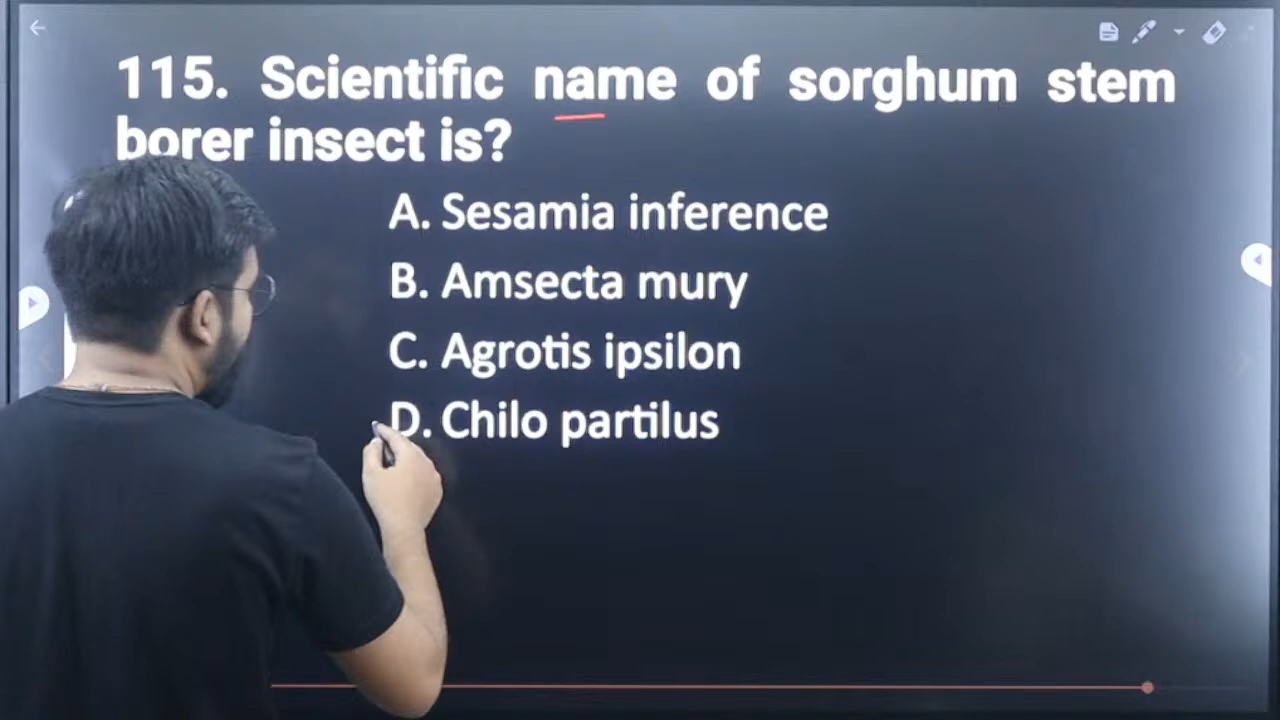 115. Scientific name of sorghum stem
borer insect is?
A. Sesamia inference
B. Amsecta mury
C. Agrotis ipsilon
D. Chilo partilus